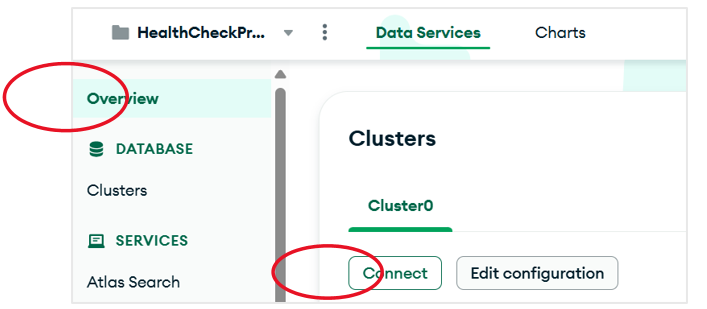 HealthCheckPr...
Data Services
Charts
Overview
DATABASE
Clusters
SERVICES
Atlas Search
Clusters
Cluster0
Connect
Edit configuration